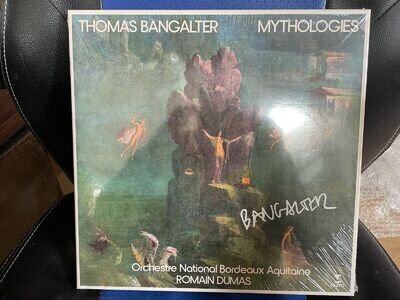 THOMAS BANGALTER MYTHOLOGIES
BANGALTER
Orchestre National Bordeaux Aquitaine
ROMAIN DUMAS